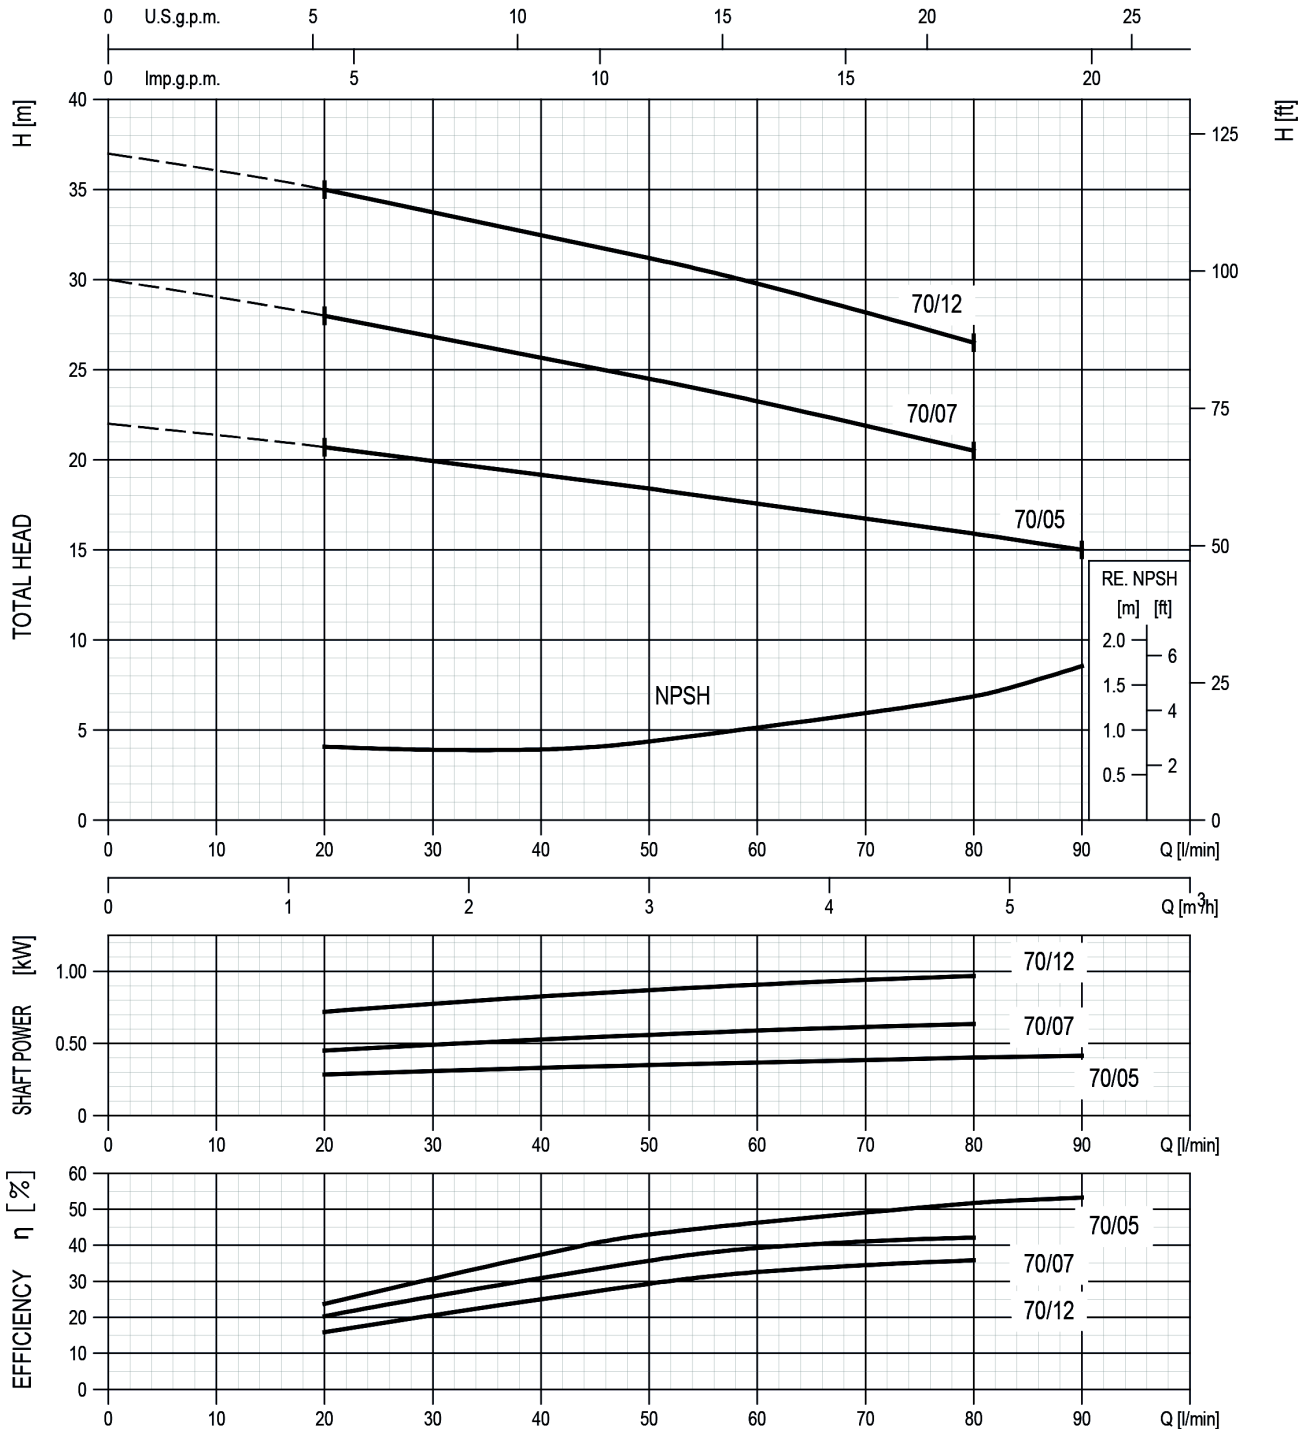 0 U.S.g.p.m. 5 10 15 20 25
0 Imp.g.p.m. 5 10 15 20
H [m]
H [ft]
TOTAL HEAD
40
35
30
25
20
15
10
5
0
125
100
75
50
25
0
70/12
70/07
70/05
NPSH
RE. NPSH
[m] [ft]
2.0
1.5
1.0
0.5
6
4
2
0 10 20 30 40 50 60 70 80 90 Q [l/min]
0 1 2 3 4 5 Q [m³/h]
SHAFT POWER [kW]
1.00
0.50
0
70/12
70/07
70/05
0 10 20 30 40 50 60 70 80 90 Q [l/min]
EFFICIENCY η [%]
60
50
40
30
20
10
0
70/05
70/07
70/12
0 10 20 30 40 50 60 70 80 90 Q [l/min]